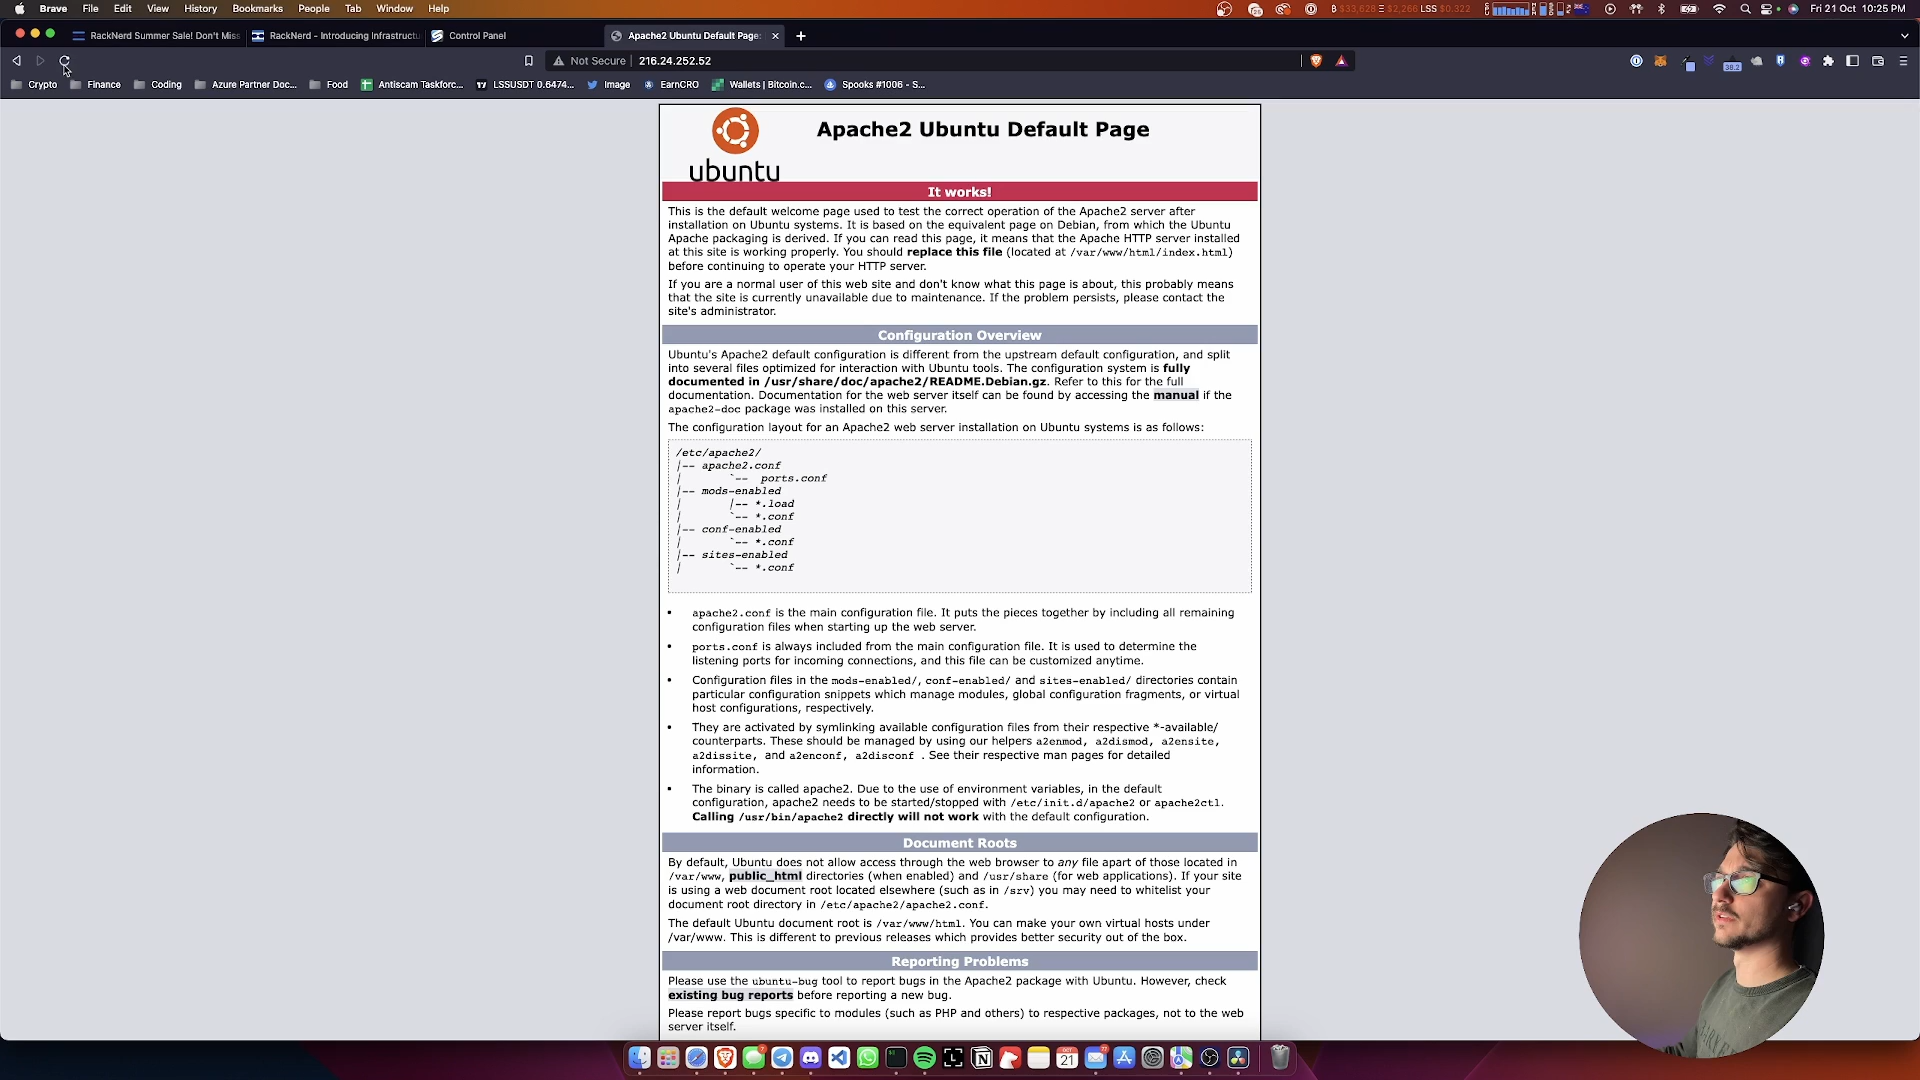 Brave File Edit View History Bookmarks People Tab Window Help
฿ $33,628 Ξ $2,266 LSS $0.322
Fri 21 Oct 10:25 PM
RackNerd Summer Sale! Don't Miss
RackNerd - Introducing Infrastructu
Control Panel
Apache2 Ubuntu Default Page:
Not Secure 216.24.252.52
38.2
Crypto Finance Coding Azure Partner Doc... Food Antiscam Taskforc... LSSUSDT 0.6474... Image EarnCRO Wallets | Bitcoin.c... Spooks #1006 - S...
ubuntu
Apache2 Ubuntu Default Page
It works!
This is the default welcome page used to test the correct operation of the Apache2 server after
installation on Ubuntu systems. It is based on the equivalent page on Debian, from which the Ubuntu
Apache packaging is derived. If you can read this page, it means that the Apache HTTP server installed
at this site is working properly. You should replace this file (located at /var/www/html/index.html)
before continuing to operate your HTTP server.
If you are a normal user of this web site and don't know what this page is about, this probably means
that the site is currently unavailable due to maintenance. If the problem persists, please contact the
site's administrator.
Configuration Overview
Ubuntu's Apache2 default configuration is different from the upstream default configuration, and split
into several files optimized for interaction with Ubuntu tools. The configuration system is fully
documented in /usr/share/doc/apache2/README.Debian.gz. Refer to this for the full
documentation. Documentation for the web server itself can be found by accessing the manual if the
apache2-doc package was installed on this server.
The configuration layout for an Apache2 web server installation on Ubuntu systems is as follows:
/etc/apache2/
|-- apache2.conf
|       `--  ports.conf
|-- mods-enabled
|       |-- *.load
|       `-- *.conf
|-- conf-enabled
|       `-- *.conf
|-- sites-enabled
|       `-- *.conf
• apache2.conf is the main configuration file. It puts the pieces together by including all remaining
configuration files when starting up the web server.
• ports.conf is always included from the main configuration file. It is used to determine the
listening ports for incoming connections, and this file can be customized anytime.
• Configuration files in the mods-enabled/, conf-enabled/ and sites-enabled/ directories contain
particular configuration snippets which manage modules, global configuration fragments, or virtual
host configurations, respectively.
• They are activated by symlinking available configuration files from their respective *-available/
counterparts. These should be managed by using our helpers a2enmod, a2dismod, a2ensite,
a2dissite, and a2enconf, a2disconf . See their respective man pages for detailed
information.
• The binary is called apache2. Due to the use of environment variables, in the default
configuration, apache2 needs to be started/stopped with /etc/init.d/apache2 or apache2ctl.
Calling /usr/bin/apache2 directly will not work with the default configuration.
Document Roots
By default, Ubuntu does not allow access through the web browser to any file apart of those located in
/var/www, public_html directories (when enabled) and /usr/share (for web applications). If your site
is using a web document root located elsewhere (such as in /srv) you may need to whitelist your
document root directory in /etc/apache2/apache2.conf.
The default Ubuntu document root is /var/www/html. You can make your own virtual hosts under
/var/www. This is different to previous releases which provides better security out of the box.
Reporting Problems
Please use the ubuntu-bug tool to report bugs in the Apache2 package with Ubuntu. However, check
existing bug reports before reporting a new bug.
Please report bugs specific to modules (such as PHP and others) to respective packages, not to the web
server itself.
21